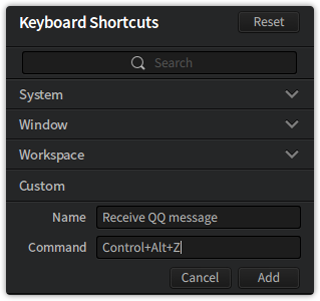 Keyboard Shortcuts
Reset
Search
System
Window
Workspace
Custom
Name Receive QQ message
Command Control+Alt+Z
Cancel Add